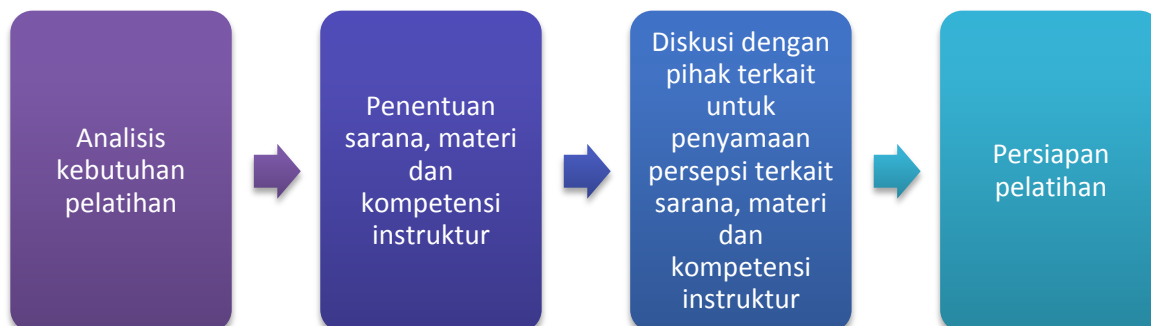 Analisis
kebutuhan
pelatihan
Penentuan
sarana, materi
dan
kompetensi
instruktur
Diskusi dengan
pihak terkait
untuk
penyamaan
persepsi terkait
sarana, materi
dan
kompetensi
instruktur
Persiapan
pelatihan